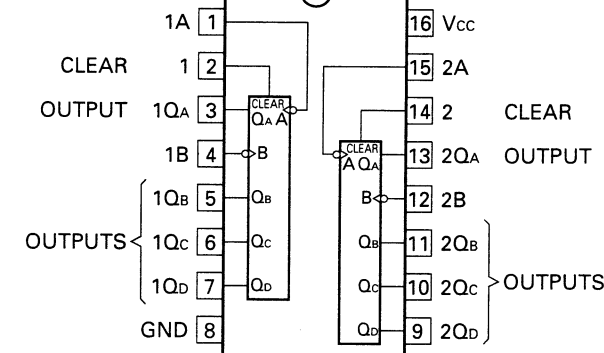 1A 1 16 Vcc
CLEAR 1 2 15 2A
OUTPUT 1QA 3 CLEAR 14 2 CLEAR
QA A
1B 4 B CLEAR 13 2QA OUTPUT
A QA
1QB 5 QB B 12 2B
OUTPUTS 1QC 6 QC QB 11 2QB
1QD 7 QD QC 10 2QC OUTPUTS
GND 8 QD 9 2QD